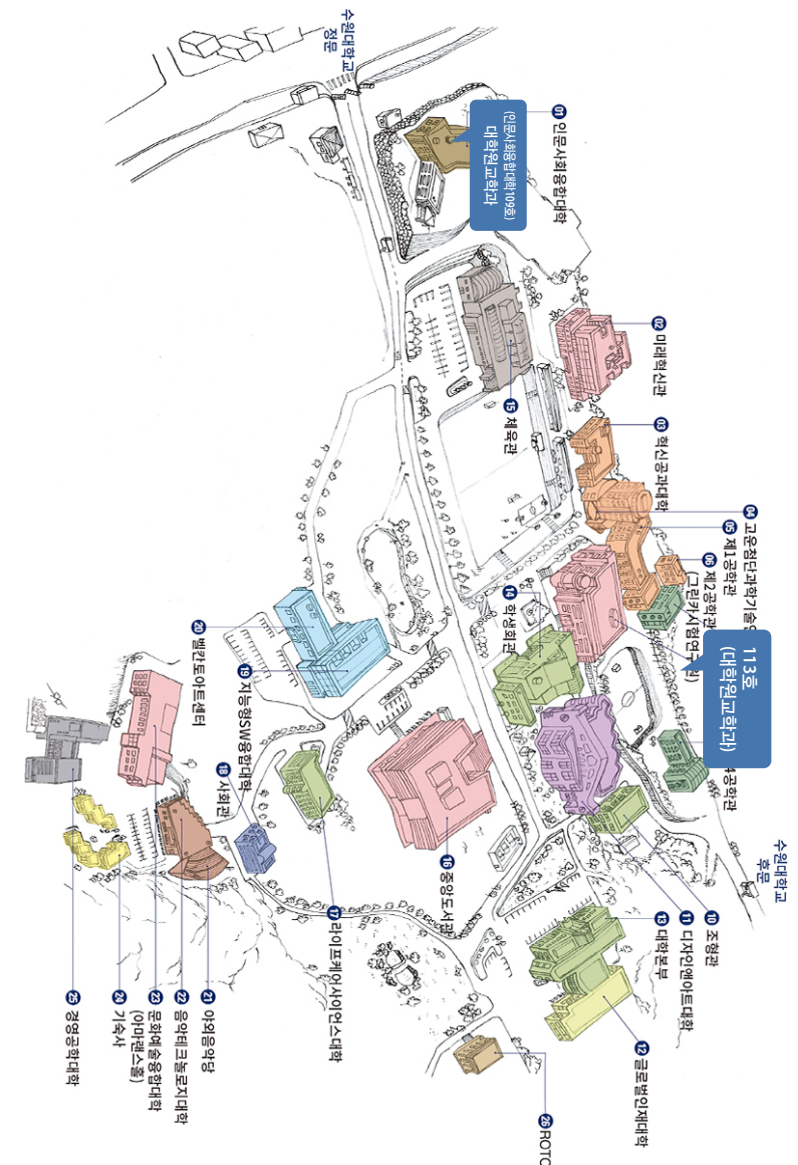 수원대학교
정문
01 인문사회융합대학
(인문사회융합대학109호)
대학원교학과
02 미래혁신관
03 혁신공과대학
04 고운첨단과학기술연
05 제1공학관
06 제2공학관
(그린카시험연구원)
113호
(대학원교학과)
4공학관
수원대학교
후문
10 조형관
11 디자인앤아트대학
13 대학본부
12 글로벌인재대학
14 학생회관
15 체육관
16 중앙도서관
17 라이프케어사이언스대학
18 사회관
19 지능형SW융합대학
20 벨칸토아트센터
21 야외음악당
22 음악테크놀로지대학
23 문화예술융합대학
(아마랜스홀)
24 기숙사
25 경영공학대학
26 ROTC